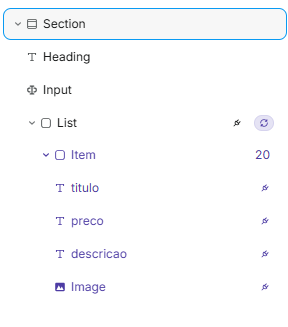 Section
Heading
Input
List
Item 20
titulo
preco
descricao
Image